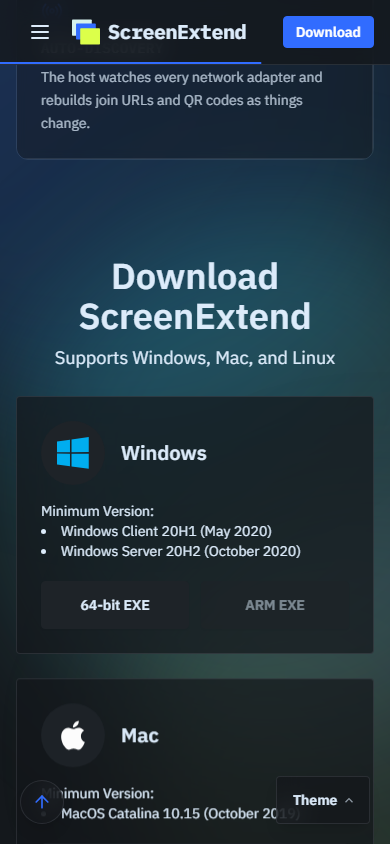 ScreenExtend
Download
The host watches every network adapter and
rebuilds join URLs and QR codes as things
change.
Download
ScreenExtend
Supports Windows, Mac, and Linux
Windows
Minimum Version:
• Windows Client 20H1 (May 2020)
• Windows Server 20H2 (October 2020)
64-bit EXE
ARM EXE
Mac
Minimum Version:
MacOS Catalina 10.15 (October 2019)
Theme